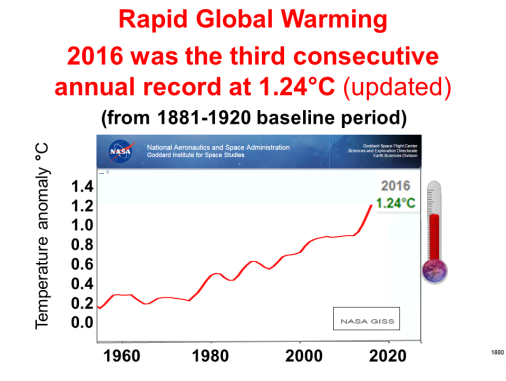 Rapid Global Warming
2016 was the third consecutive
annual record at 1.24°C (updated)
(from 1881-1920 baseline period)
NASA
National Aeronautics and Space Administration
Goddard Institute for Space Studies
Goddard Space Flight Center
Sciences and Exploration Directorate
Earth Sciences Division
Temperature anomaly °C
1.4
1.2
1.0
0.8
0.6
0.4
0.2
0.0
2016
1.24°C
NASA GISS
1960
1980
2000
2020
1880